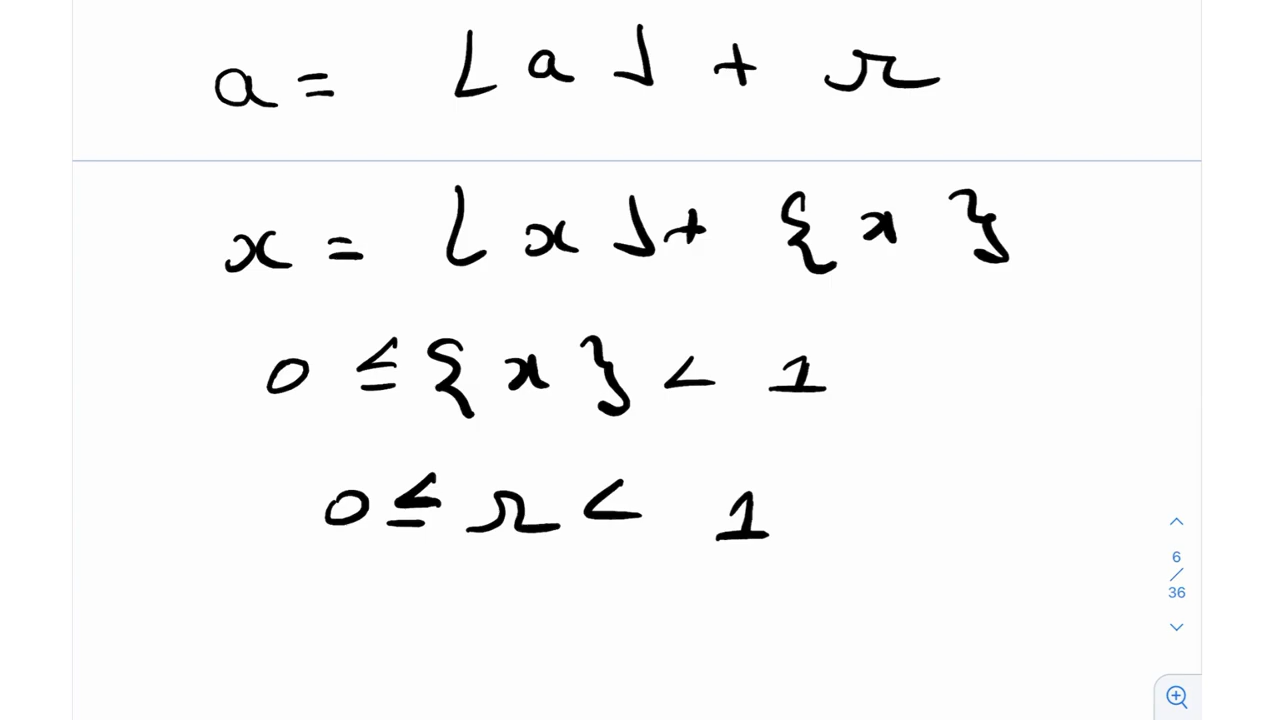 a = ⌊a⌋ + r
x = ⌊x⌋ + {x}
0 ≤ {x} < 1
0 ≤ r < 1
6
/
36